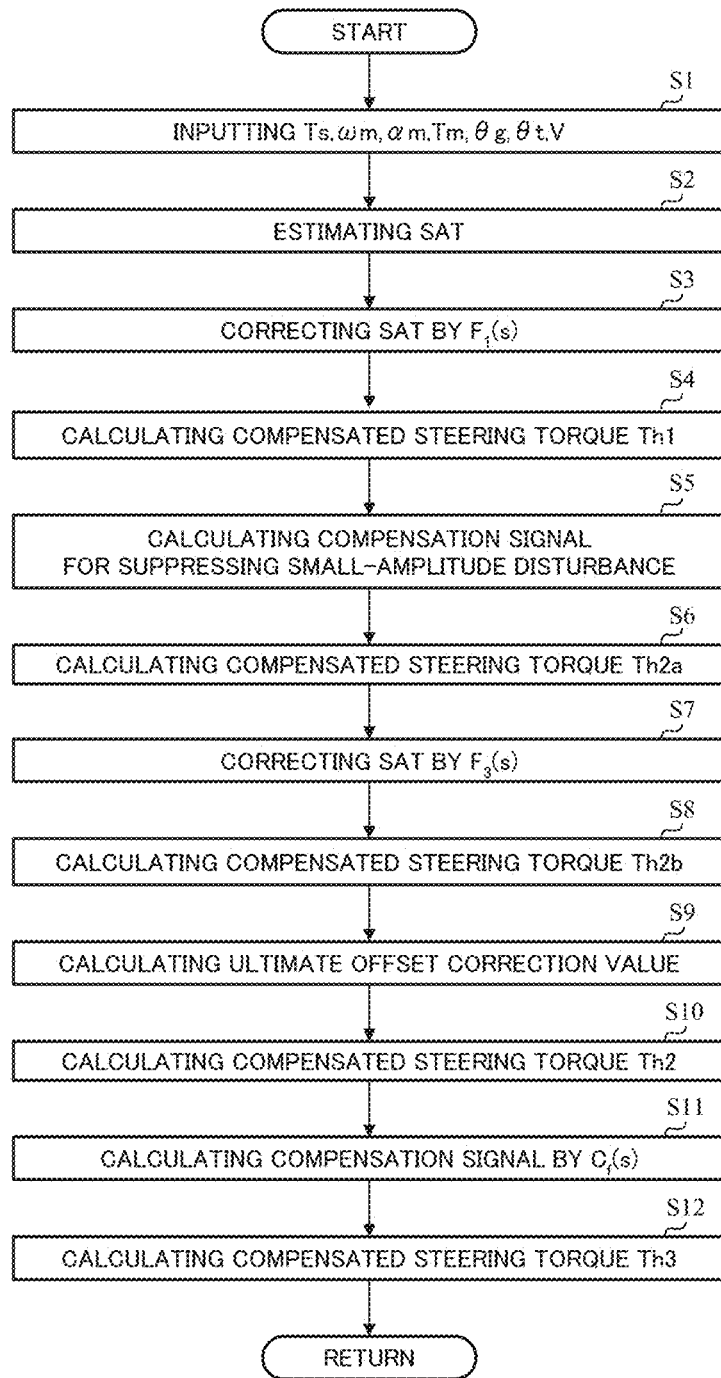 START
S1
INPUTTING Ts, ωm, αm, Tm, θg, θt, V
S2
ESTIMATING SAT
S3
CORRECTING SAT BY F₁(s)
S4
CALCULATING COMPENSATED STEERING TORQUE Th1
S5
CALCULATING COMPENSATION SIGNAL
FOR SUPPRESSING SMALL-AMPLITUDE DISTURBANCE
S6
CALCULATING COMPENSATED STEERING TORQUE Th2a
S7
CORRECTING SAT BY F₃(s)
S8
CALCULATING COMPENSATED STEERING TORQUE Th2b
S9
CALCULATING ULTIMATE OFFSET CORRECTION VALUE
S10
CALCULATING COMPENSATED STEERING TORQUE Th2
S11
CALCULATING COMPENSATION SIGNAL BY C_f(s)
S12
CALCULATING COMPENSATED STEERING TORQUE Th3
RETURN